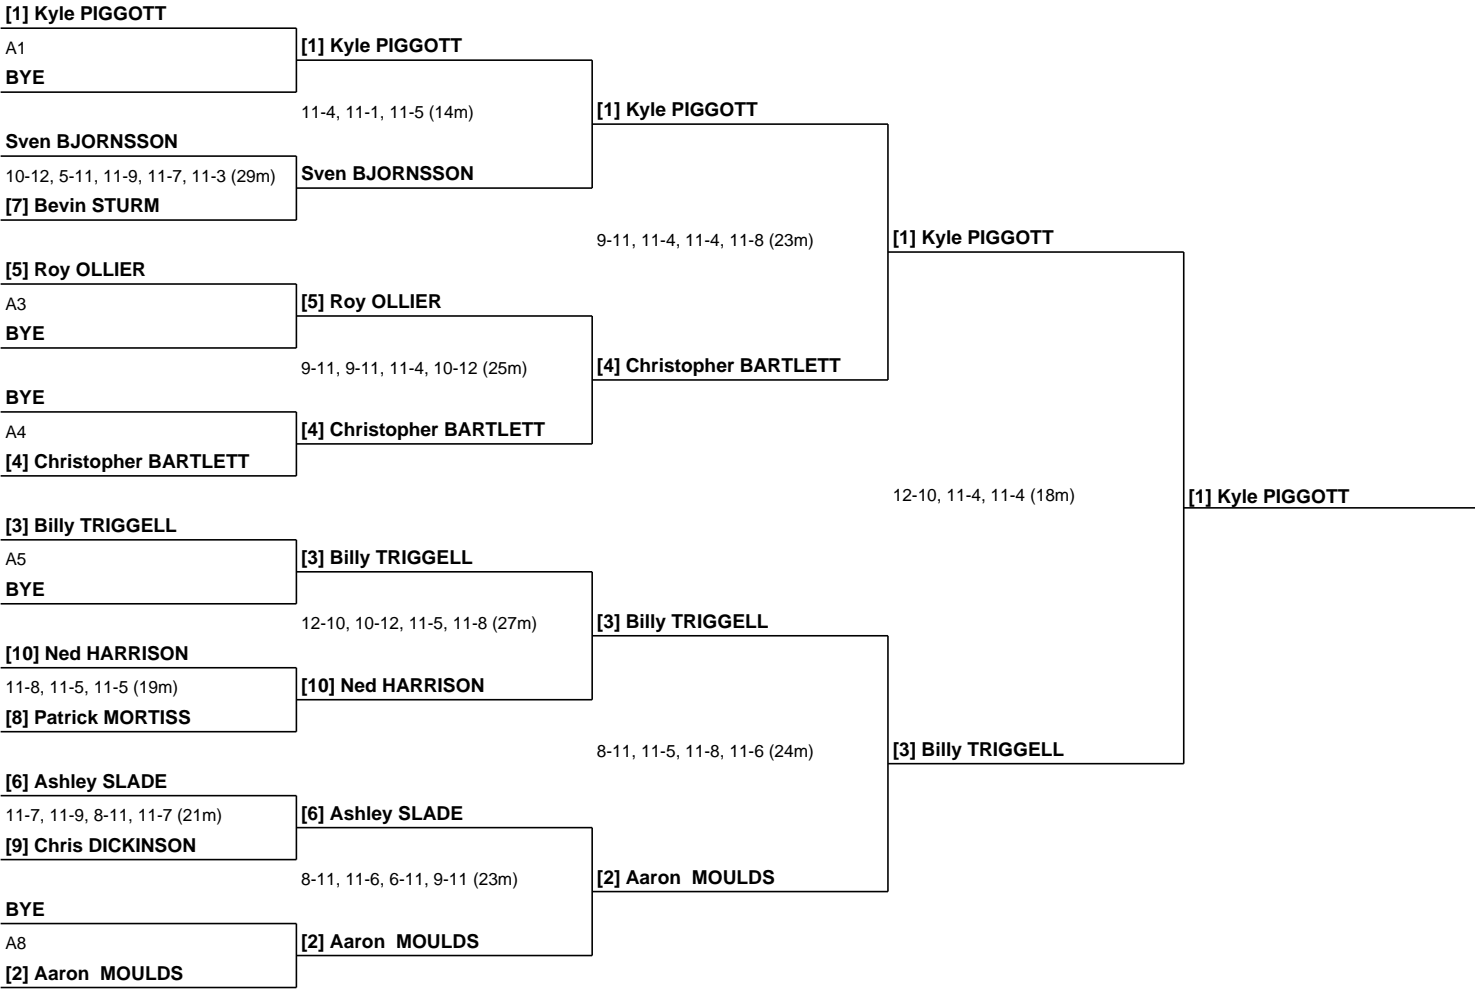 [1] Kyle PIGGOTT
A1
BYE
Sven BJORNSSON
10-12, 5-11, 11-9, 11-7, 11-3 (29m)
[7] Bevin STURM
[5] Roy OLLIER
A3
BYE
BYE
A4
[4] Christopher BARTLETT
[3] Billy TRIGGELL
A5
BYE
[10] Ned HARRISON
11-8, 11-5, 11-5 (19m)
[8] Patrick MORTISS
[6] Ashley SLADE
11-7, 11-9, 8-11, 11-7 (21m)
[9] Chris DICKINSON
BYE
A8
[2] Aaron  MOULDS
[1] Kyle PIGGOTT
11-4, 11-1, 11-5 (14m)
Sven BJORNSSON
[5] Roy OLLIER
9-11, 9-11, 11-4, 10-12 (25m)
[4] Christopher BARTLETT
[3] Billy TRIGGELL
12-10, 10-12, 11-5, 11-8 (27m)
[10] Ned HARRISON
[6] Ashley SLADE
8-11, 11-6, 6-11, 9-11 (23m)
[2] Aaron  MOULDS
[1] Kyle PIGGOTT
9-11, 11-4, 11-4, 11-8 (23m)
[4] Christopher BARTLETT
[3] Billy TRIGGELL
8-11, 11-5, 11-8, 11-6 (24m)
[2] Aaron  MOULDS
[1] Kyle PIGGOTT
12-10, 11-4, 11-4 (18m)
[3] Billy TRIGGELL
[1] Kyle PIGGOTT